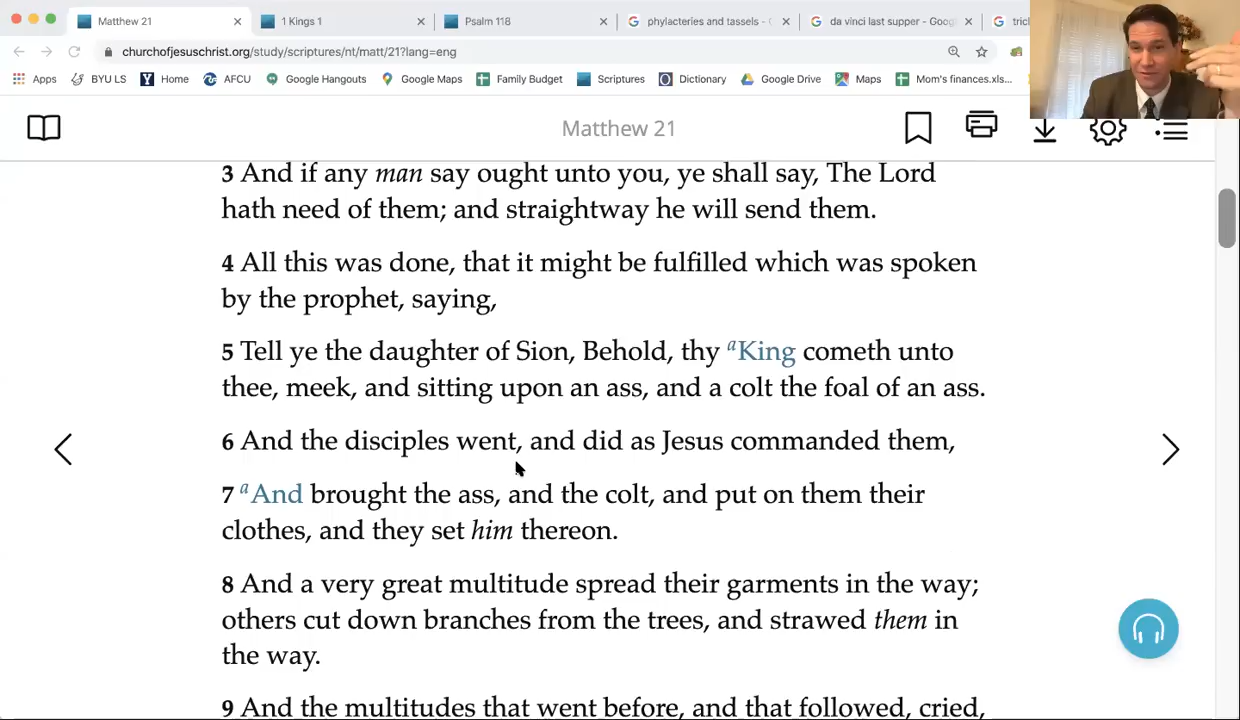 Matthew 21
1 Kings 1
Psalm 118
phylacteries and tassels - G
da vinci last supper - Goog
tricl
churchofjesuschrist.org/study/scriptures/nt/matt/21?lang=eng
Apps BYU LS Home AFCU Google Hangouts Google Maps Family Budget Scriptures Dictionary Google Drive Maps Mom's finances.xls...
Matthew 21
3 And if any man say ought unto you, ye shall say, The Lord
hath need of them; and straightway he will send them.
4 All this was done, that it might be fulfilled which was spoken
by the prophet, saying,
5 Tell ye the daughter of Sion, Behold, thy aKing cometh unto
thee, meek, and sitting upon an ass, and a colt the foal of an ass.
6 And the disciples went, and did as Jesus commanded them,
7 aAnd brought the ass, and the colt, and put on them their
clothes, and they set him thereon.
8 And a very great multitude spread their garments in the way;
others cut down branches from the trees, and strawed them in
the way.
9 And the multitudes that went before, and that followed, cried,